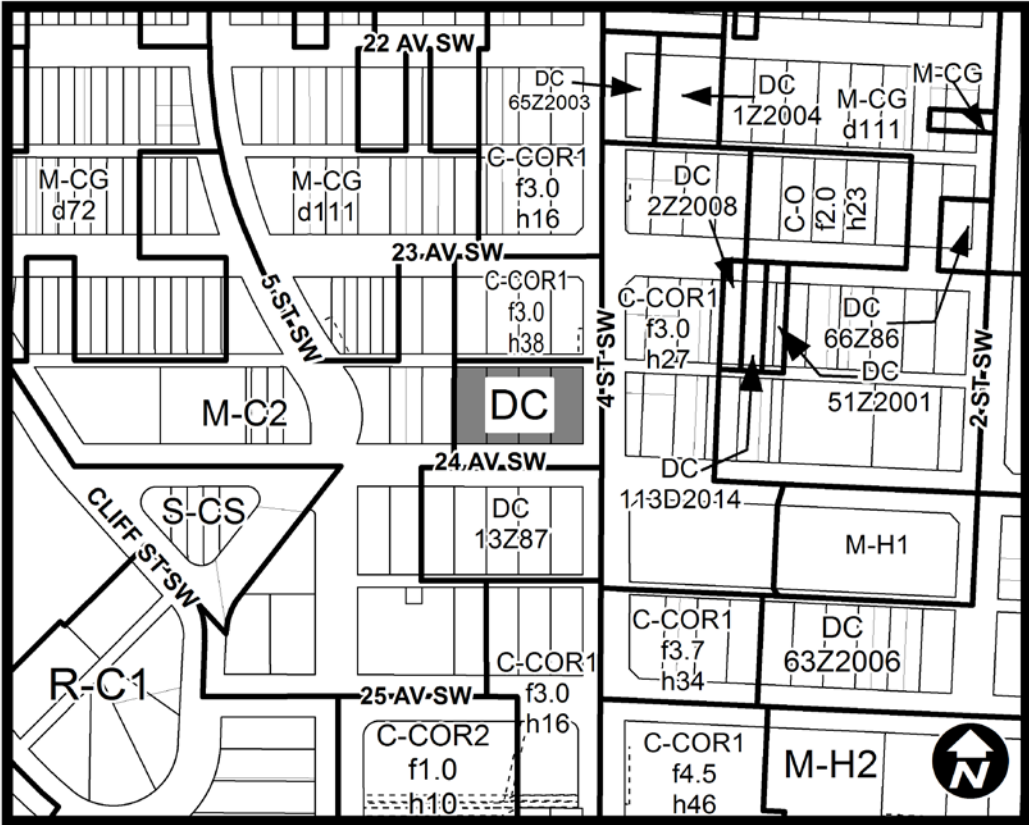 22 AV SW
DC
65Z2003
DC
1Z2004
M-CG
M-CG
d111
M-CG
d72
M-CG
d111
C-COR1
f3.0
h16
DC
2Z2008
C-O
f2.0
h23
23 AV SW
5 ST SW
C-COR1
f3.0
h38
4 ST SW
C-COR1
f3.0
h27
DC
66Z86
DC
51Z2001
2 ST SW
M-C2
DC
24 AV SW
DC
113D2014
CLIFF ST SW
S-CS
DC
13Z87
M-H1
R-C1
C-COR1
f3.0
h16
C-COR1
f3.7
h34
DC
63Z2006
25 AV SW
C-COR2
f1.0
h10
C-COR1
f4.5
h46
M-H2
N